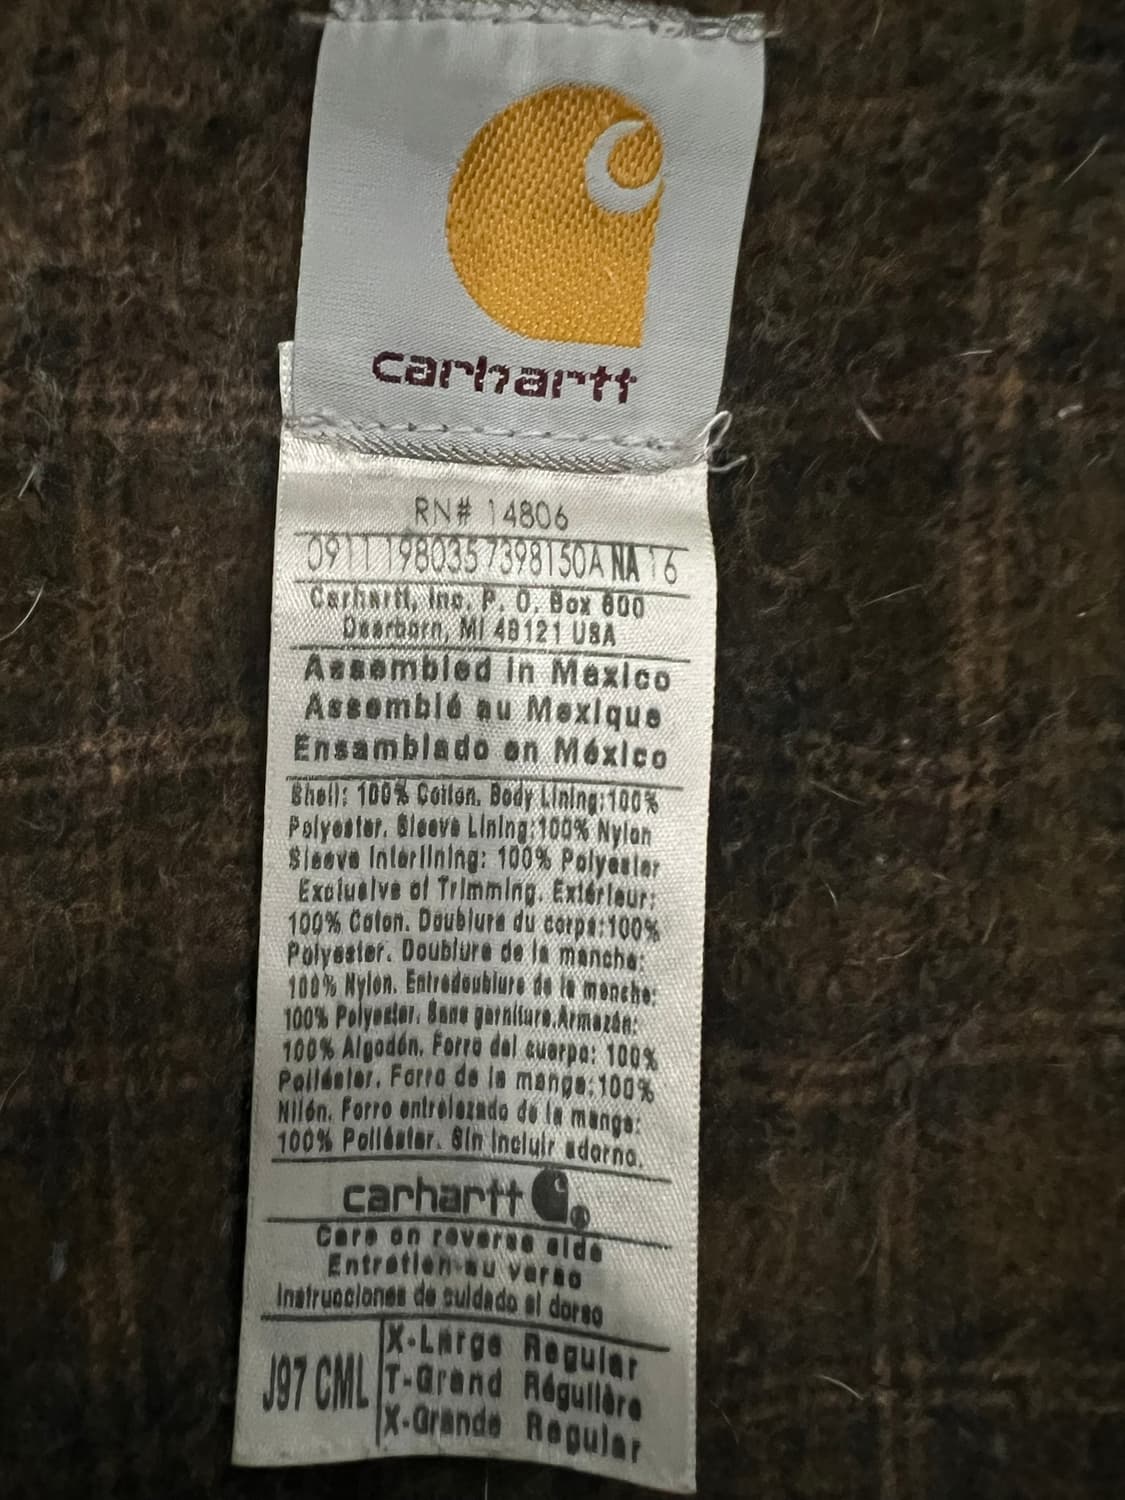 carhartt
RN# 14806
09111980357398150A NA 16
Carhartt, Inc. P. O. Box 600
Dearborn, MI 48121 USA
Assembled in Mexico
Assemblé au Mexique
Ensamblado en México
Shell: 100% Cotton. Body Lining:100%
Polyester. Sleeve Lining:100% Nylon
Sleeve Interlining: 100% Polyester
Exclusive of Trimming. Extérieur:
100% Coton. Doublure du corps:100%
Polyester. Doublure de la manche:
100% Nylon. Entredoublure de la manche:
100% Polyester. Sans garniture.Armazón:
100% Algodón. Forro del cuerpo: 100%
Poliéster. Forro de la manga:100%
Nilón. Forro entrelazado de la manga:
100% Poliéster. Sin incluir adorno.
carhartt ®
Care on reverse side
Entretien au verso
Instrucciones de cuidado al dorso
J97 CML
X-Large Regular
T-Grand Régulière
X-Grande Regular